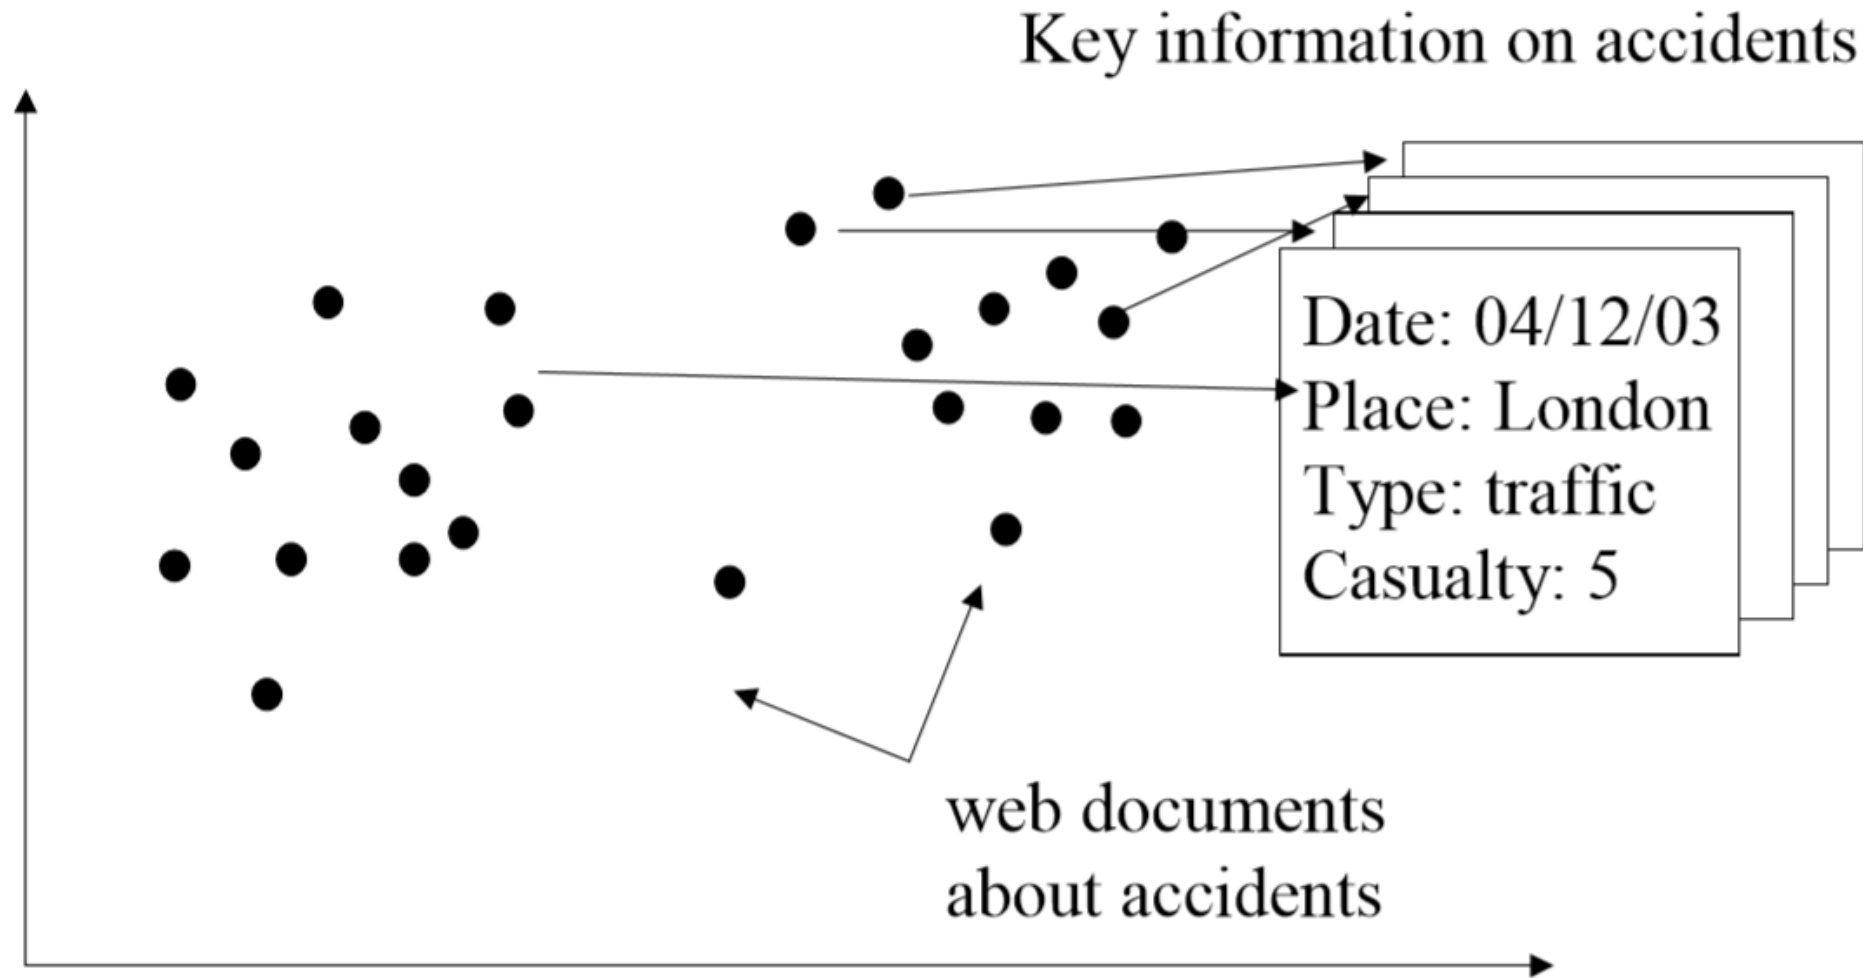 Key information on accidents
Date: 04/12/03
Place: London
Type: traffic
Casualty: 5
web documents
about accidents